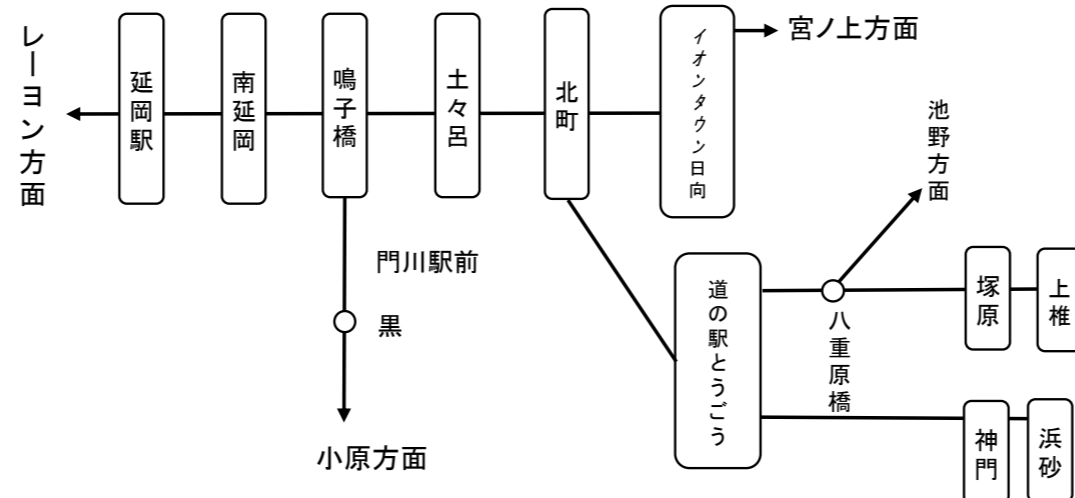 レーヨン方面
延岡駅
南延岡
鳴子橋
土々呂
北町
イオンタウン日向
宮ノ上方面
池野方面
門川駅前
黒
小原方面
道の駅とうごう
八重原橋
塚原
上椎
神門
浜砂